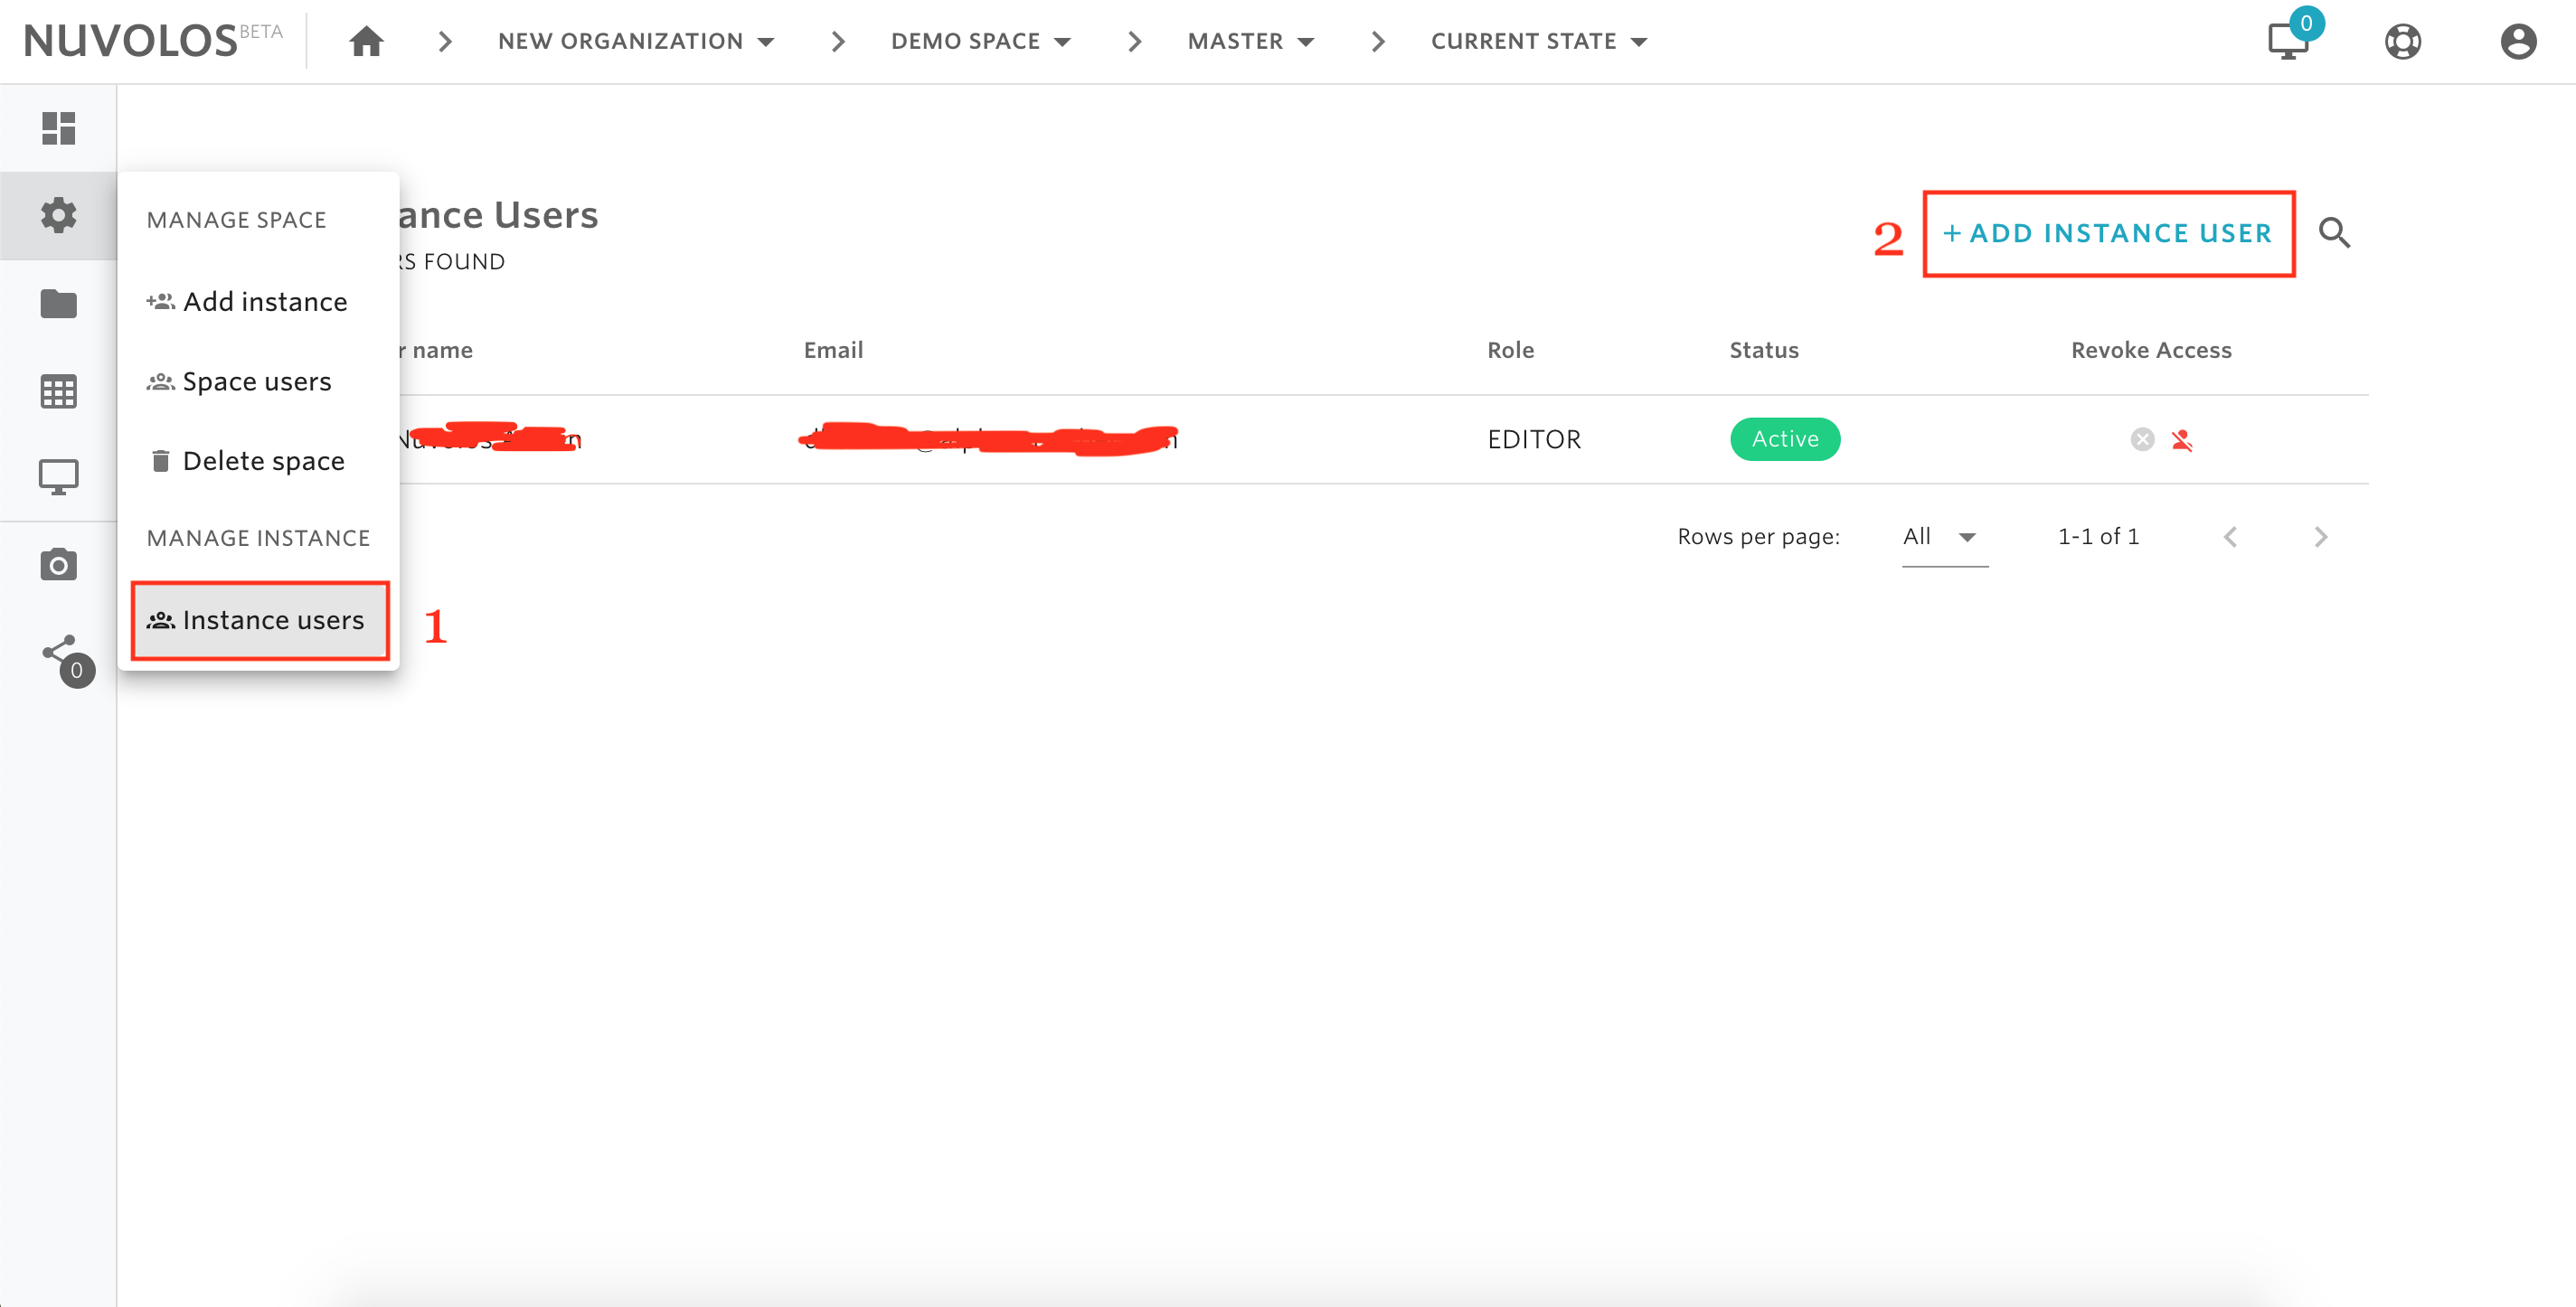 NUVOLOS BETA
NEW ORGANIZATION
DEMO SPACE
MASTER
CURRENT STATE
0
MANAGE SPACE
Add instance
Space users
Delete space
MANAGE INSTANCE
Instance users
1
0
ance Users
RS FOUND
2
+ ADD INSTANCE USER
r name Email Role Status Revoke Access
EDITOR Active
Rows per page: All 1-1 of 1